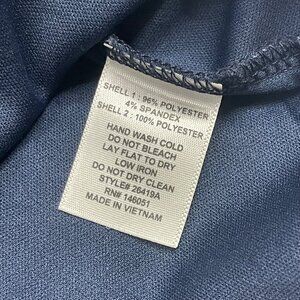 SHELL 1 : 96% POLYESTER
4% SPANDEX
SHELL 2 : 100% POLYESTER
HAND WASH COLD
DO NOT BLEACH
LAY FLAT TO DRY
LOW IRON
DO NOT DRY CLEAN
STYLE# 26419A
RN# 146051
MADE IN VIETNAM